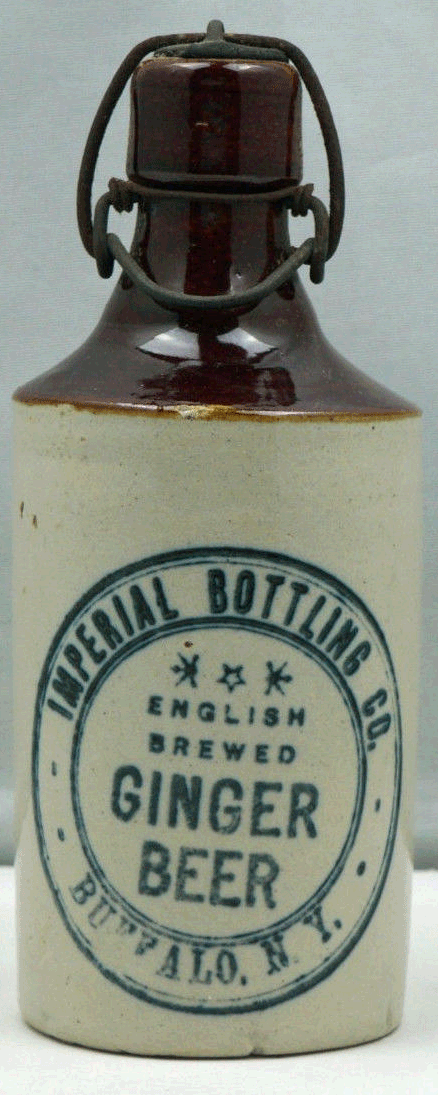 IMPERIAL BOTTLING CO.
ENGLISH
BREWED
GINGER
BEER
BUFFALO, N.Y.